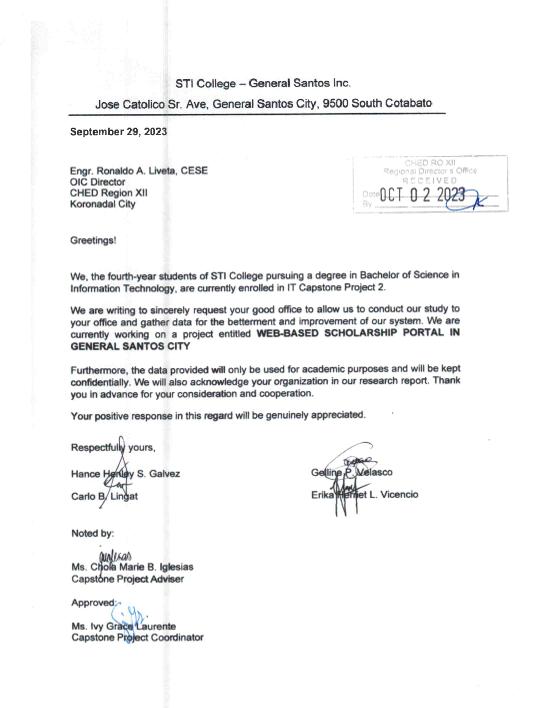 STI College – General Santos Inc.
Jose Catolico Sr. Ave, General Santos City, 9500 South Cotabato
September 29, 2023
CHED RO XII
Regional Director's Office
RECEIVED
Date OCT 02 2023
By
Engr. Ronaldo A. Liveta, CESE
OIC Director
CHED Region XII
Koronadal City
Greetings!
We, the fourth-year students of STI College pursuing a degree in Bachelor of Science in
Information Technology, are currently enrolled in IT Capstone Project 2.
We are writing to sincerely request your good office to allow us to conduct our study to
your office and gather data for the betterment and improvement of our system. We are
currently working on a project entitled WEB-BASED SCHOLARSHIP PORTAL IN
GENERAL SANTOS CITY
Furthermore, the data provided will only be used for academic purposes and will be kept
confidentially. We will also acknowledge your organization in our research report. Thank
you in advance for your consideration and cooperation.
Your positive response in this regard will be genuinely appreciated.
Respectfully yours,
Hance Henley S. Galvez
Gelline P. Velasco
Carlo B. Lingat
Erika L. Vicencio
Noted by:
Ms. Chola Marie B. Iglesias
Capstone Project Adviser
Approved:
Ms. Ivy Grace Laurente
Capstone Project Coordinator